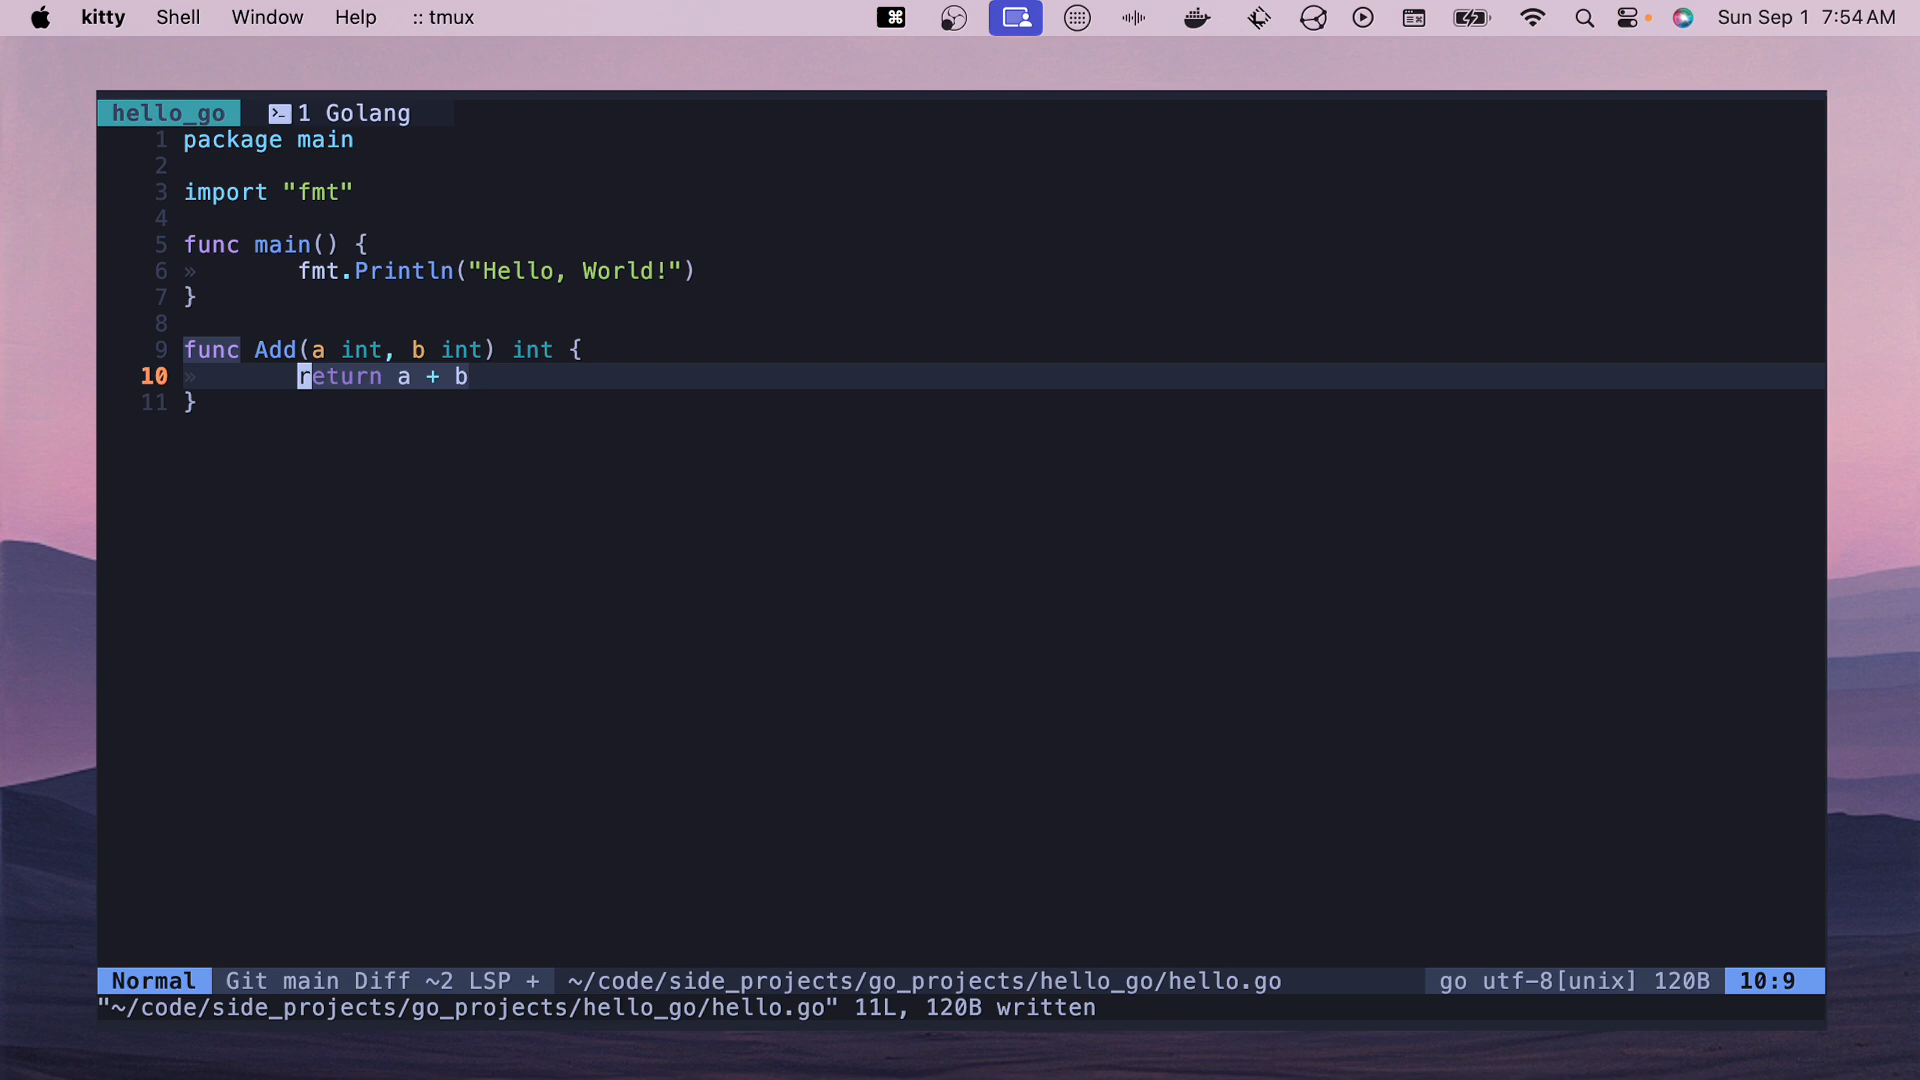 kitty Shell Window Help :: tmux Sun Sep 1 7:54 AM
hello_go 1 Golang
1 package main
2
3 import "fmt"
4
5 func main() {
6 » fmt.Println("Hello, World!")
7 }
8
9 func Add(a int, b int) int {
10 » return a + b
11 }
Normal Git main Diff ~2 LSP + ~/code/side_projects/go_projects/hello_go/hello.go go utf-8[unix] 120B 10:9
"~/code/side_projects/go_projects/hello_go/hello.go" 11L, 120B written